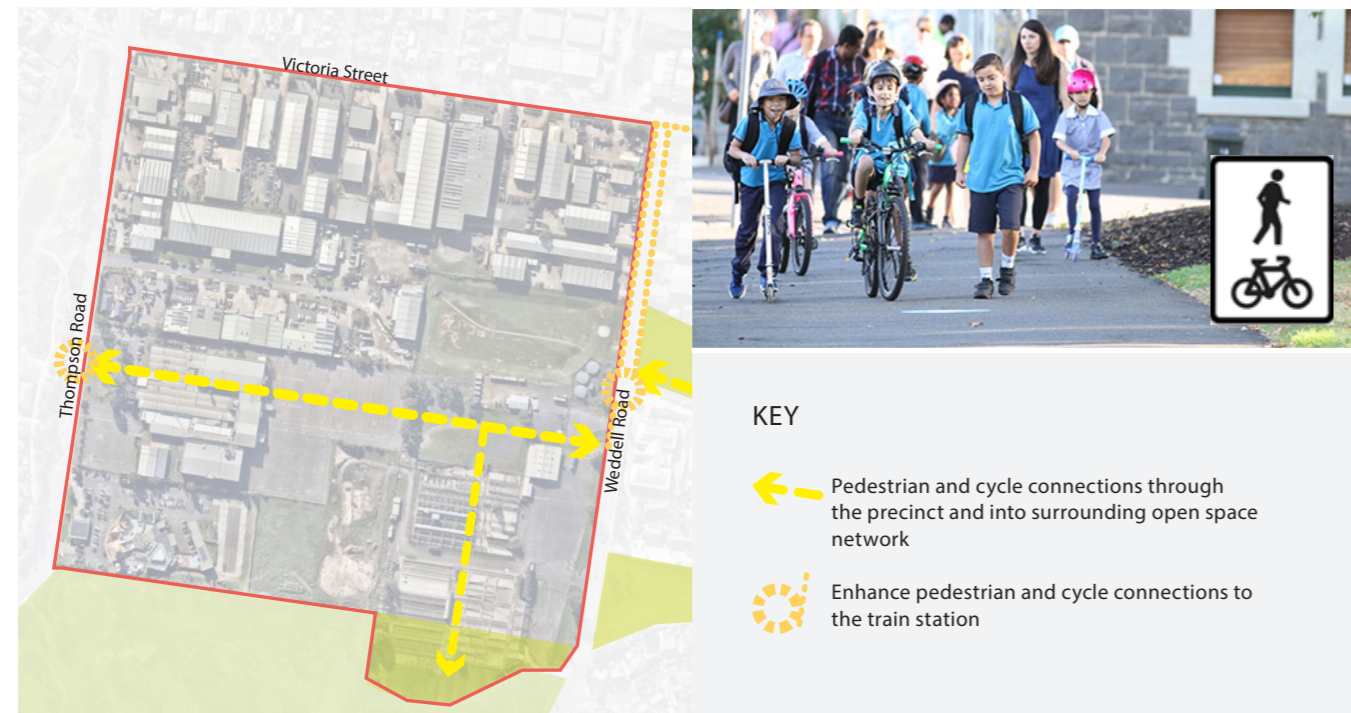 Victoria Street
Thompson Road
Weddell Road
KEY
Pedestrian and cycle connections through
the precinct and into surrounding open space
network
Enhance pedestrian and cycle connections to
the train station